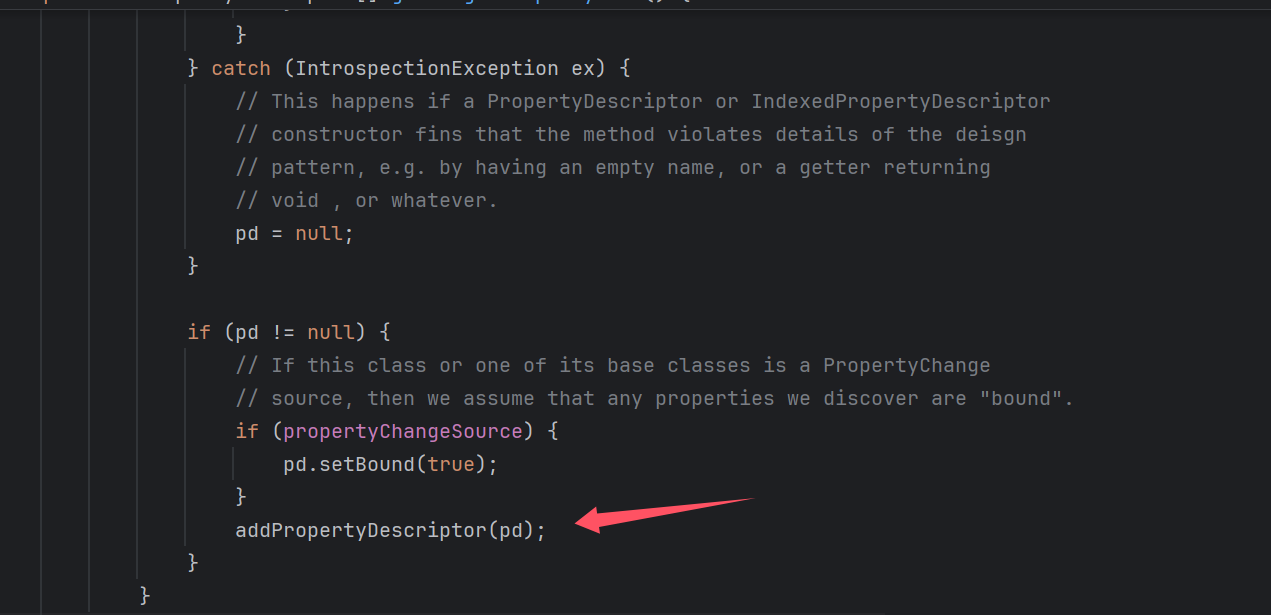 }
} catch (IntrospectionException ex) {
// This happens if a PropertyDescriptor or IndexedPropertyDescriptor
// constructor fins that the method violates details of the deisgn
// pattern, e.g. by having an empty name, or a getter returning
// void , or whatever.
pd = null;
}
if (pd != null) {
// If this class or one of its base classes is a PropertyChange
// source, then we assume that any properties we discover are "bound".
if (propertyChangeSource) {
pd.setBound(true);
}
addPropertyDescriptor(pd);
}
}